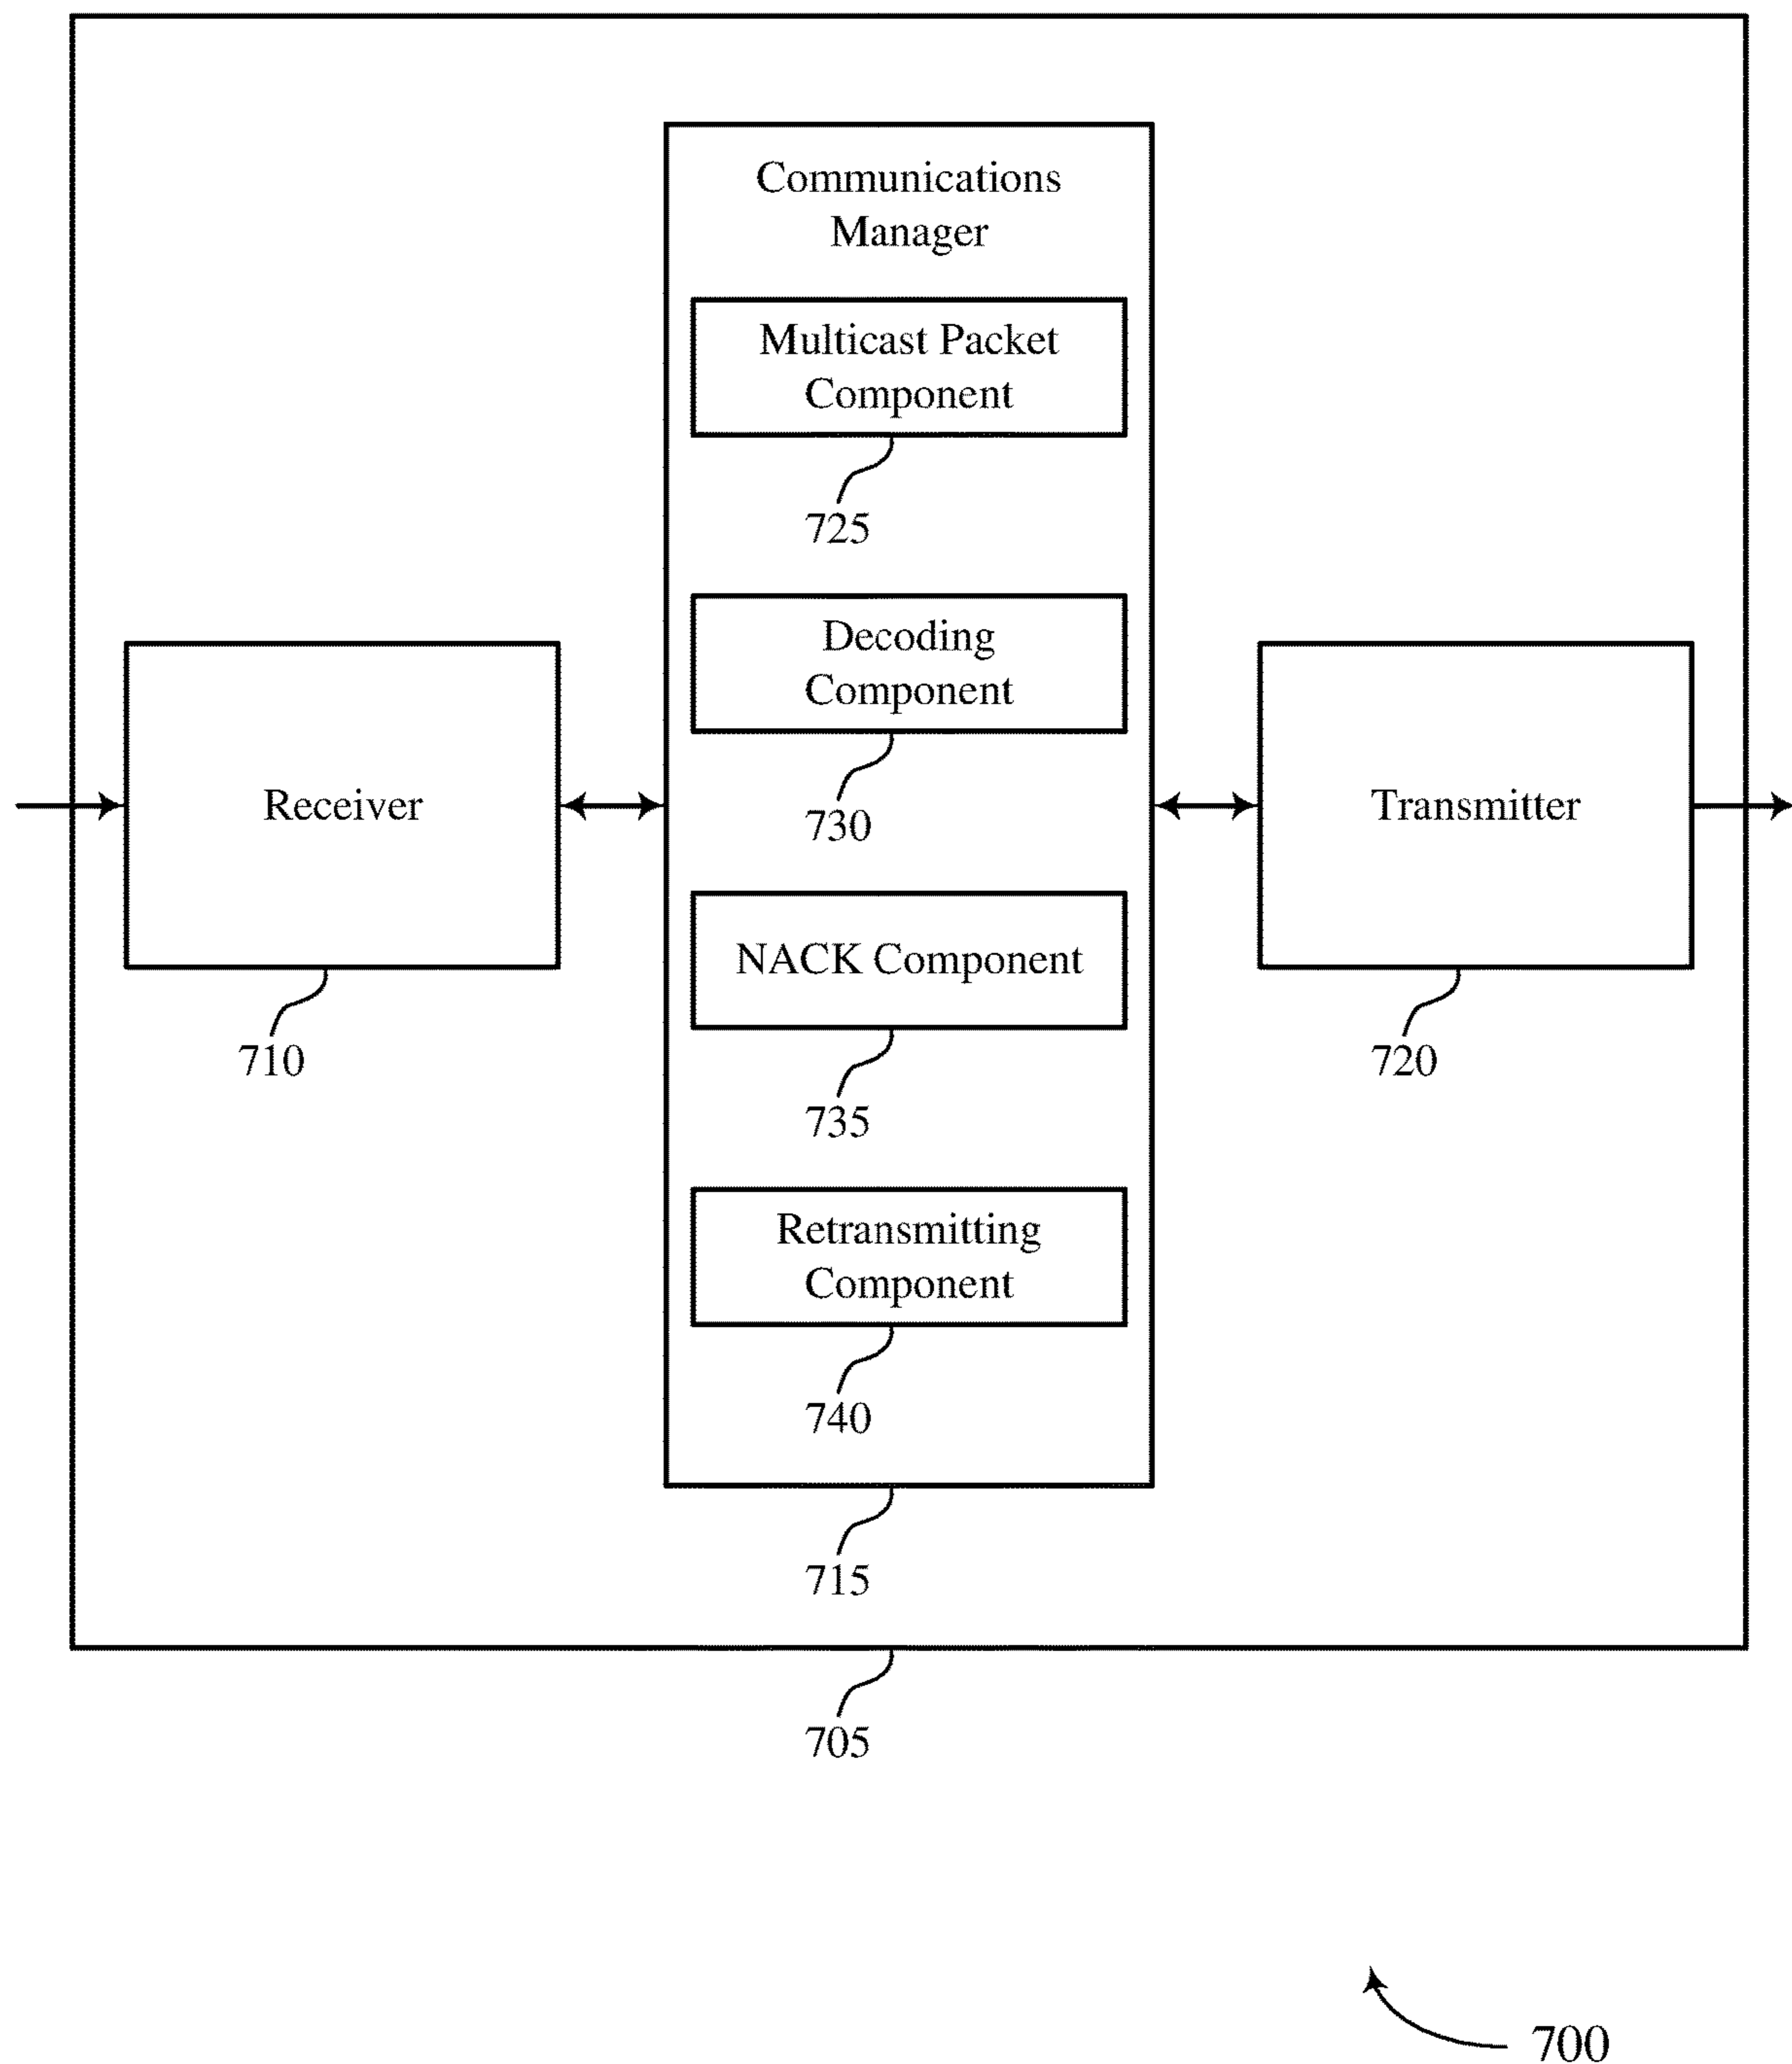 Communications
Manager
Multicast Packet
Component
725
Decoding
Component
730
Receiver
710
Transmitter
720
NACK Component
735
Retransmitting
Component
740
715
705
700